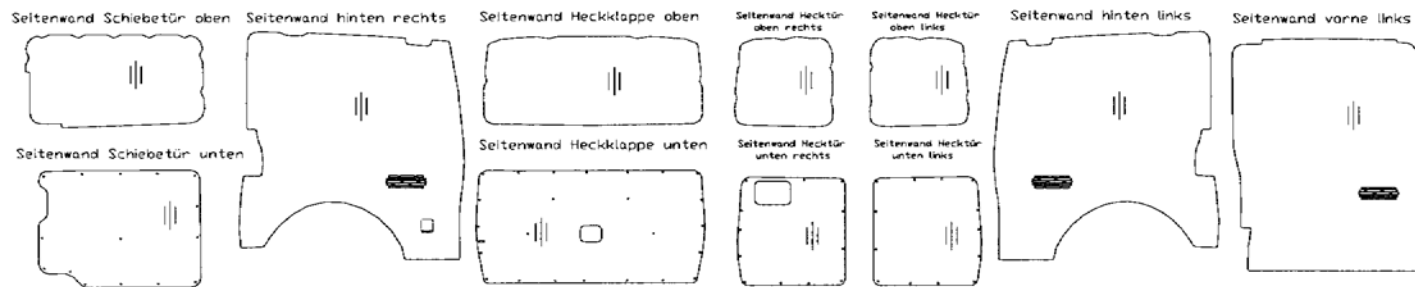 Seitenwand Schiebetür oben
Seitenwand hinten rechts
Seitenwand Heckklappe oben
Seitenwand Hecktür
oben rechts
Seitenwand Hecktür
oben links
Seitenwand hinten links
Seitenwand vorne links
Seitenwand Schiebetür unten
Seitenwand Heckklappe unten
Seitenwand Hecktür
unten rechts
Seitenwand Hecktür
unten links